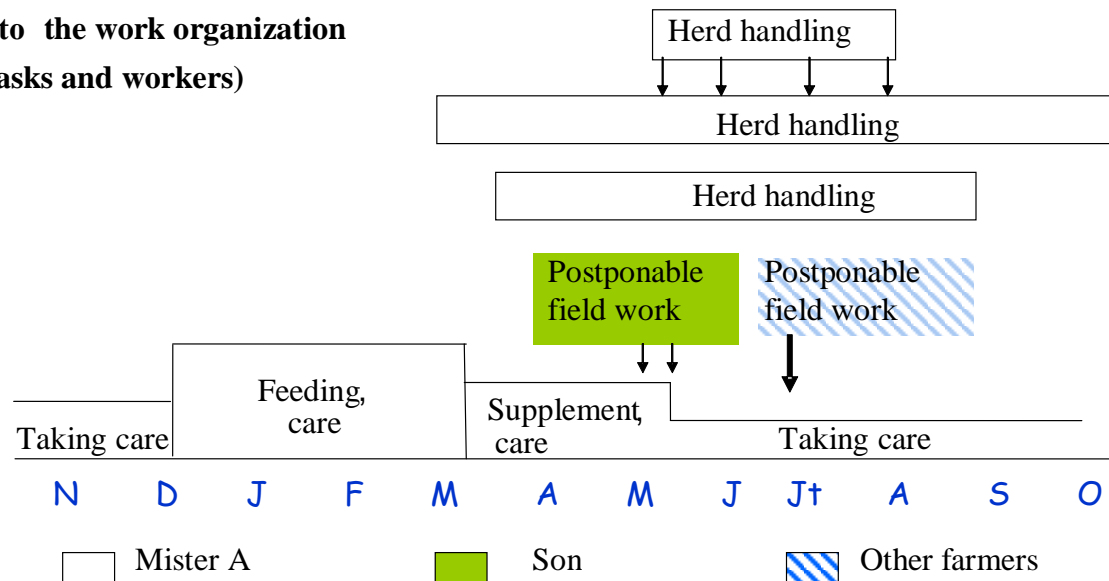 to the work organization
asks and workers)
Herd handling
Herd handling
Herd handling
Postponable
field work
Postponable
field work
Feeding,
care
Supplement,
care
Taking care
Taking care
N D J F M A M J Jt A S O
Mister A Son Other farmers